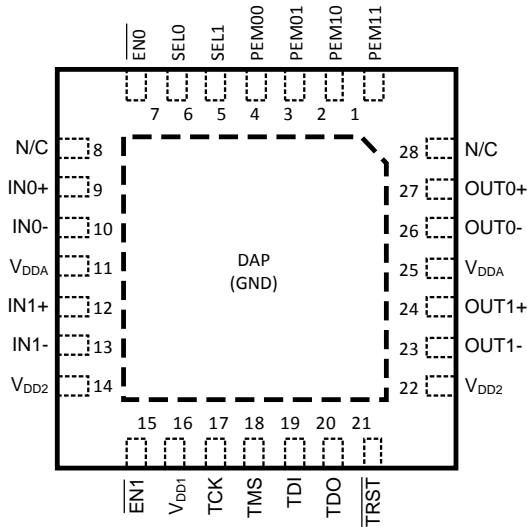 EN0 SEL0 SEL1 PEM00 PEM01 PEM10 PEM11
7 6 5 4 3 2 1
N/C 8
IN0+ 9
IN0- 10
VDDA 11
IN1+ 12
IN1- 13
VDD2 14
DAP
(GND)
28 N/C
27 OUT0+
26 OUT0-
25 VDDA
24 OUT1+
23 OUT1-
22 VDD2
15 16 17 18 19 20 21
EN1 VDD1 TCK TMS TDI TDO TRST